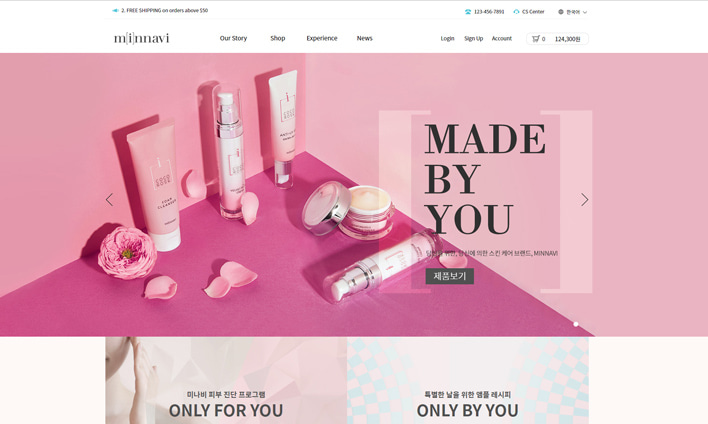 2. FREE SHIPPING on orders above $50
123-456-7891 CS Center 한국어
m[i]nnavi Our Story Shop Experience News Login Sign Up Account 0 124,300원
MADE
BY
YOU
의한 스킨 케어 브랜드, MINNAVI
제품보기
미나비 피부 진단 프로그램
ONLY FOR YOU
특별한 날을 위한 앰플 레시피
ONLY BY YOU